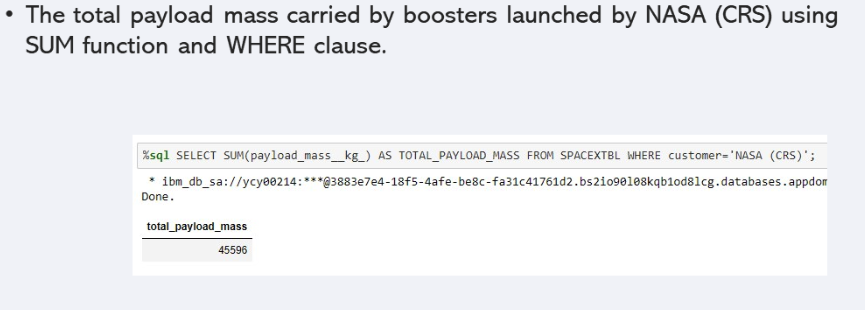 • The total payload mass carried by boosters launched by NASA (CRS) using
SUM function and WHERE clause.
%sql SELECT SUM(payload_mass__kg_) AS TOTAL_PAYLOAD_MASS FROM SPACEXTBL WHERE customer='NASA (CRS)';
* ibm_db_sa://ycy00214:***@3883e7e4-18f5-4afe-be8c-fa31c41761d2.bs2io90l08kqb1od8lcg.databases.appdom
Done.
total_payload_mass
45596